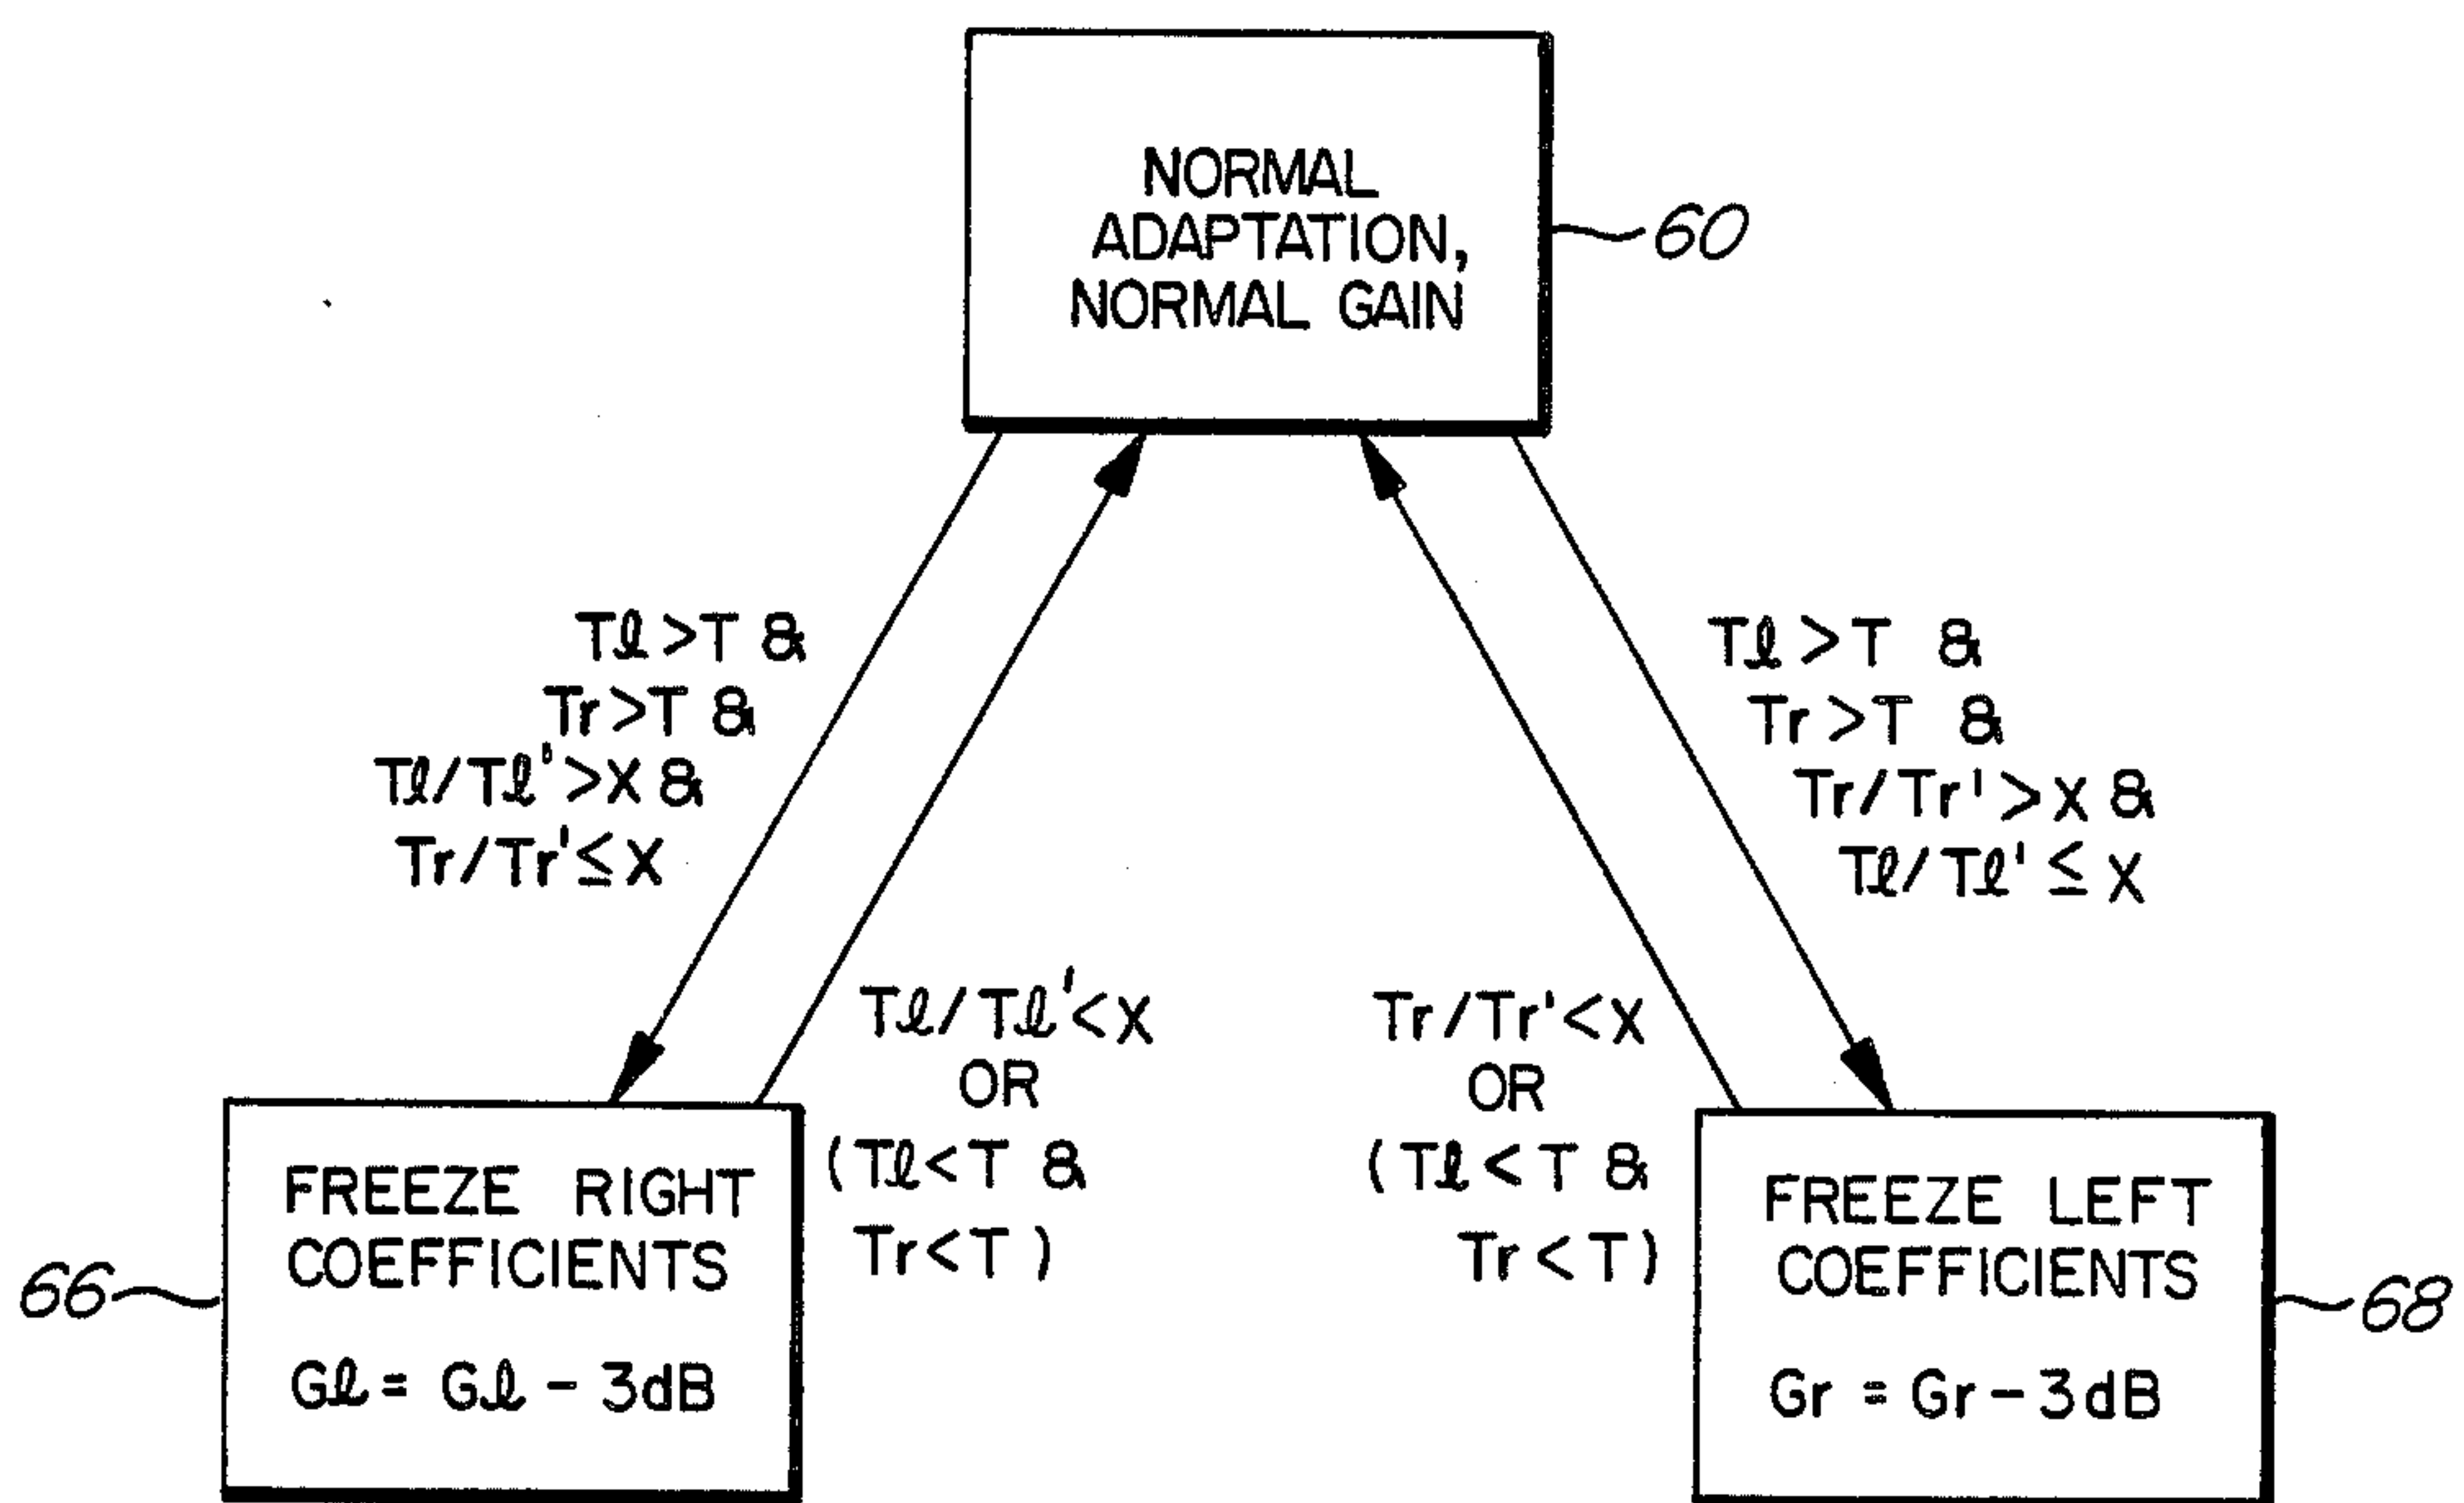 NORMAL
ADAPTATION,
NORMAL GAIN
60
Tℓ>T &
Tr>T &
Tℓ/Tℓ'>X &
Tr/Tr'≤X
Tℓ>T &
Tr>T &
Tr/Tr'>X &
Tℓ/Tℓ'≤X
Tℓ/Tℓ'<X
OR
(Tℓ<T &
Tr<T)
Tr/Tr'<X
OR
(Tℓ<T &
Tr<T)
FREEZE RIGHT
COEFFICIENTS
Gℓ= Gℓ - 3dB
66
FREEZE LEFT
COEFFICIENTS
Gr = Gr-3dB
68